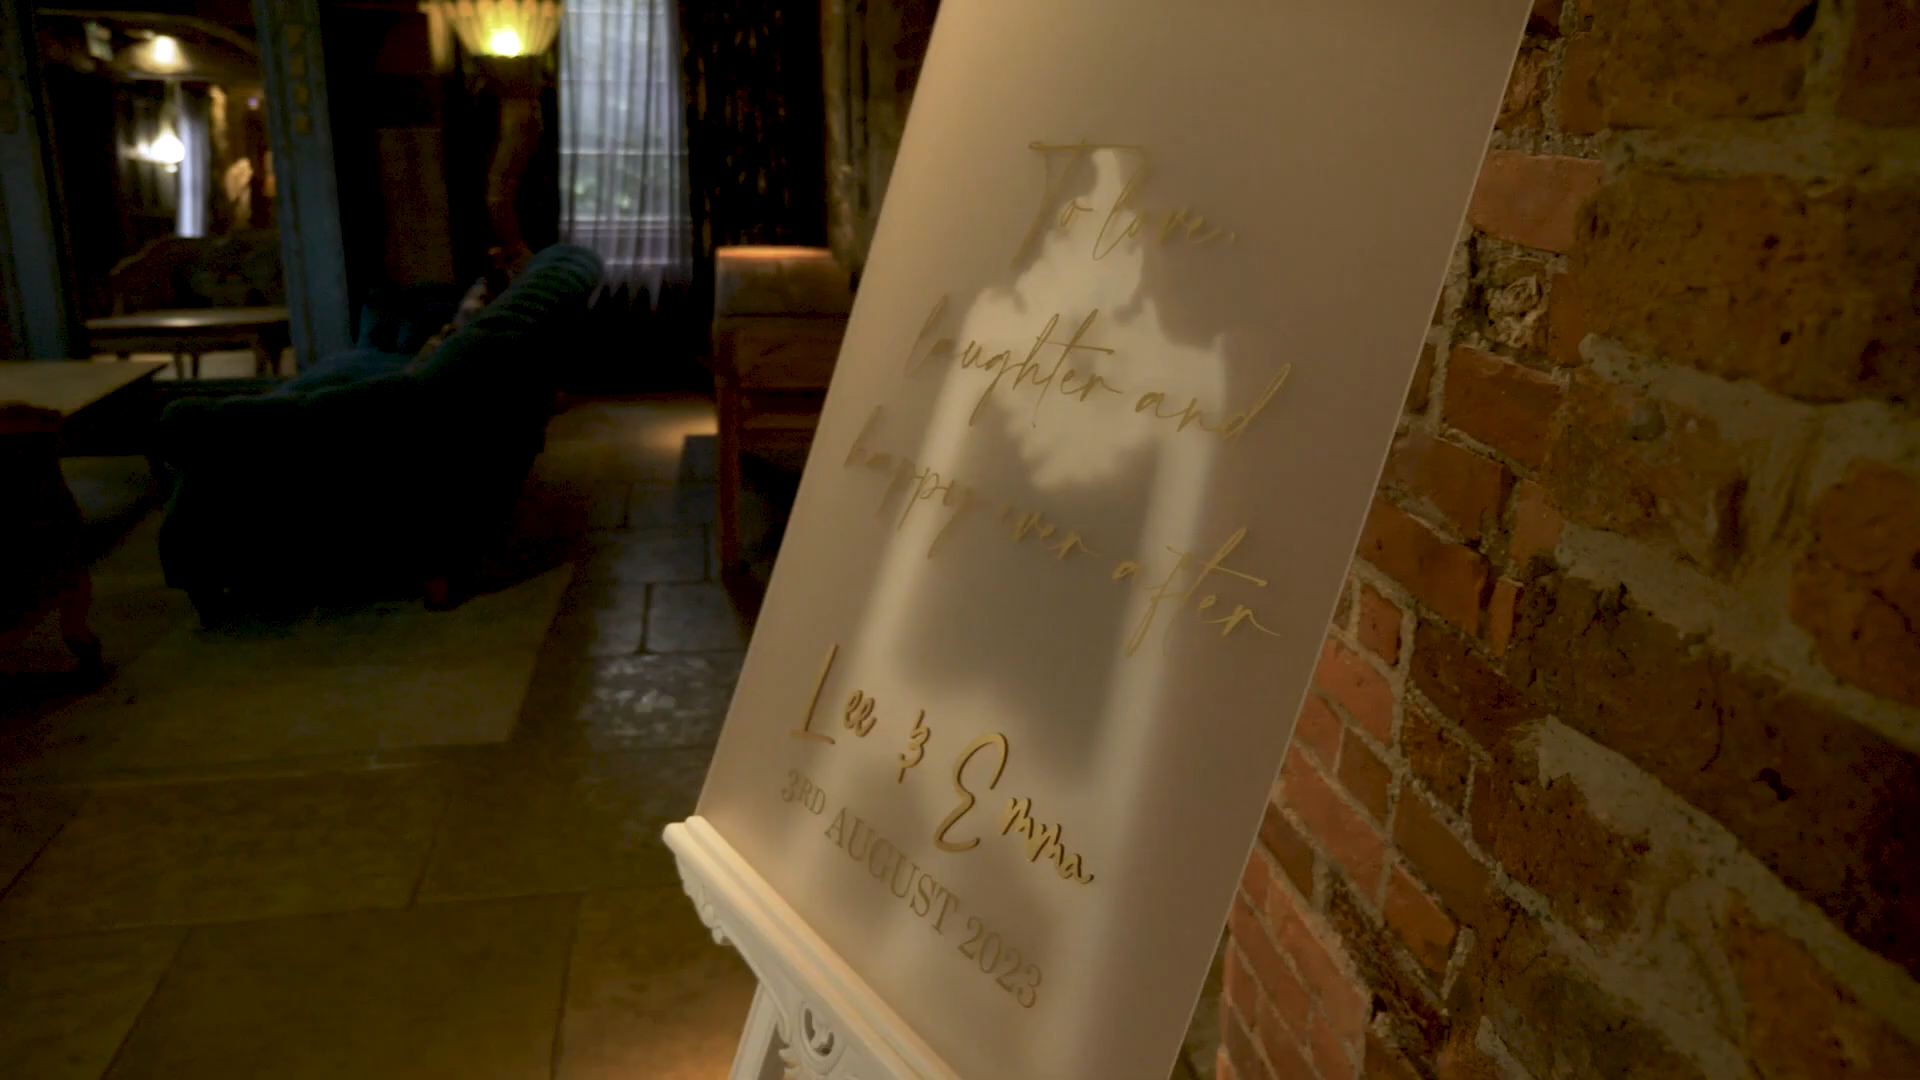 To love,
laughter and
happy ever after
Lee & Emma
3RD AUGUST 2023